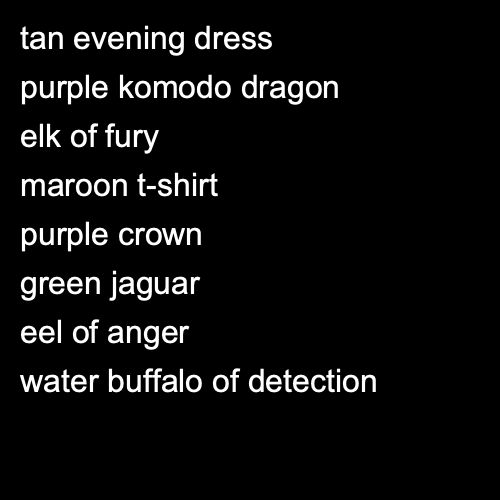 tan evening dress
purple komodo dragon
elk of fury
maroon t-shirt
purple crown
green jaguar
eel of anger
water buffalo of detection